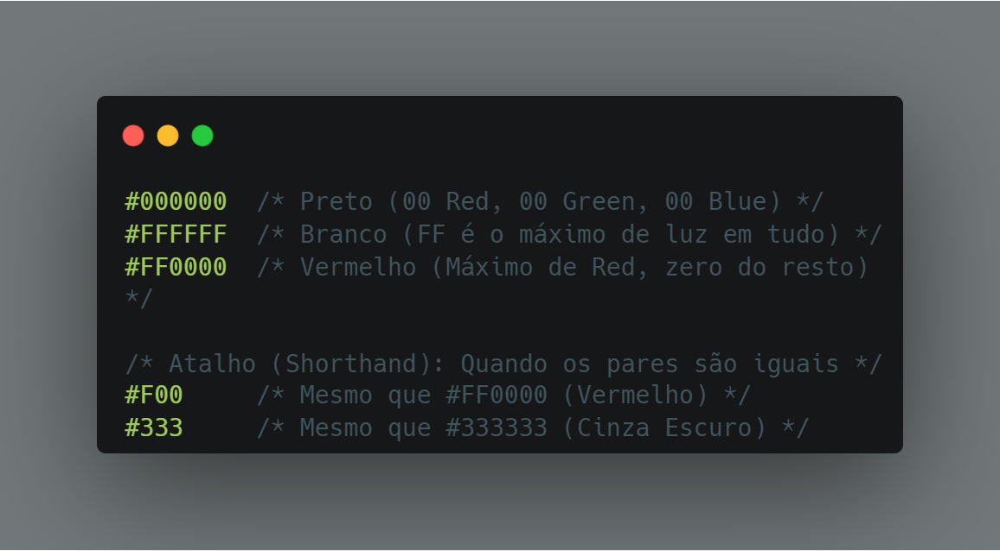 #000000  /* Preto (00 Red, 00 Green, 00 Blue) */
#FFFFFF  /* Branco (FF é o máximo de luz em tudo) */
#FF0000  /* Vermelho (Máximo de Red, zero do resto)
*/
/* Atalho (Shorthand): Quando os pares são iguais */
#F00     /* Mesmo que #FF0000 (Vermelho) */
#333     /* Mesmo que #333333 (Cinza Escuro) */